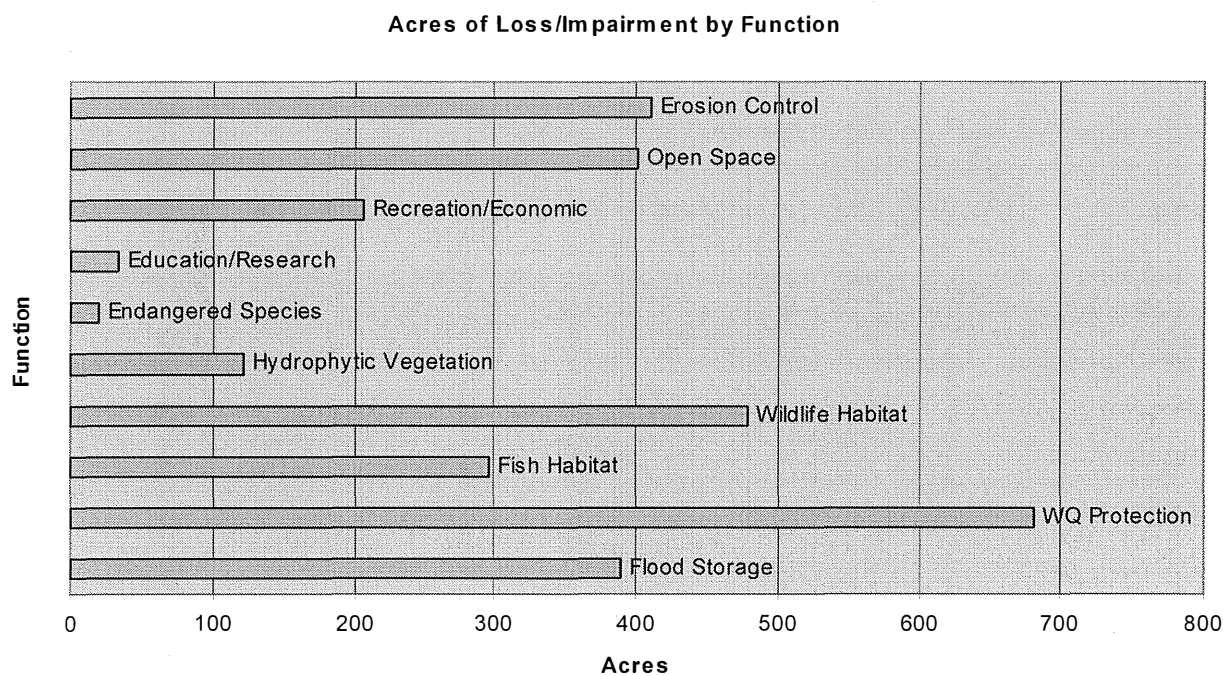 Acres of Loss/Impairment by Function
Erosion Control
Open Space
Recreation/Economic
Education/Research
Endangered Species
Hydrophytic Vegetation
Wildlife Habitat
Fish Habitat
WQ Protection
Flood Storage
Function
0 100 200 300 400 500 600 700 800
Acres